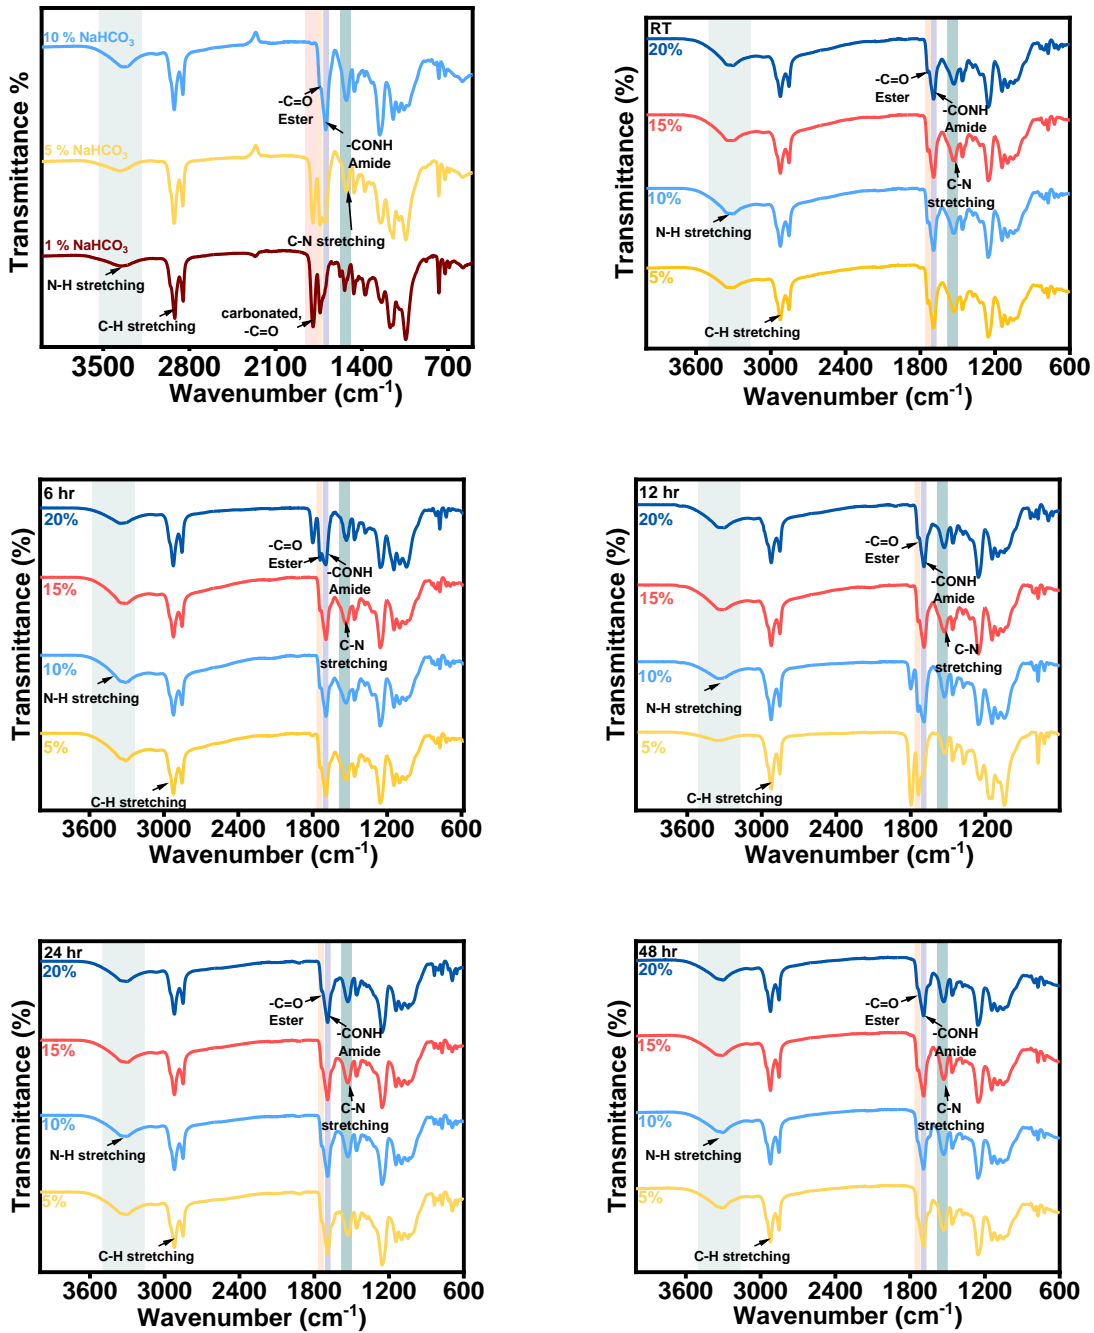 10 % NaHCO3
5 % NaHCO3
1 % NaHCO3
-C=O
Ester
-CONH
Amide
C-N stretching
N-H stretching
C-H stretching
carbonated,
-C=O
Transmittance %
3500 2800 2100 1400 700
Wavenumber (cm-1)
RT
20%
15%
10%
5%
-C=O
Ester
-CONH
Amide
C-N
stretching
N-H stretching
C-H stretching
Transmittance (%)
3600 3000 2400 1800 1200 600
Wavenumber (cm-1)
6 hr
20%
15%
10%
5%
-C=O
Ester
-CONH
Amide
C-N
stretching
N-H stretching
C-H stretching
Transmittance (%)
3600 3000 2400 1800 1200 600
Wavenumber (cm-1)
12 hr
20%
15%
10%
5%
-C=O
Ester
-CONH
Amide
C-N
stretching
N-H stretching
C-H stretching
Transmittance (%)
3600 3000 2400 1800 1200
Wavenumber (cm-1)
24 hr
20%
15%
10%
5%
-C=O
Ester
-CONH
Amide
C-N
stretching
N-H stretching
C-H stretching
Transmittance (%)
3600 3000 2400 1800 1200 600
Wavenumber (cm-1)
48 hr
20%
15%
10%
5%
-C=O
Ester
-CONH
Amide
C-N
stretching
N-H stretching
C-H stretching
Transmittance (%)
3600 3000 2400 1800 1200 600
Wavenumber (cm-1)